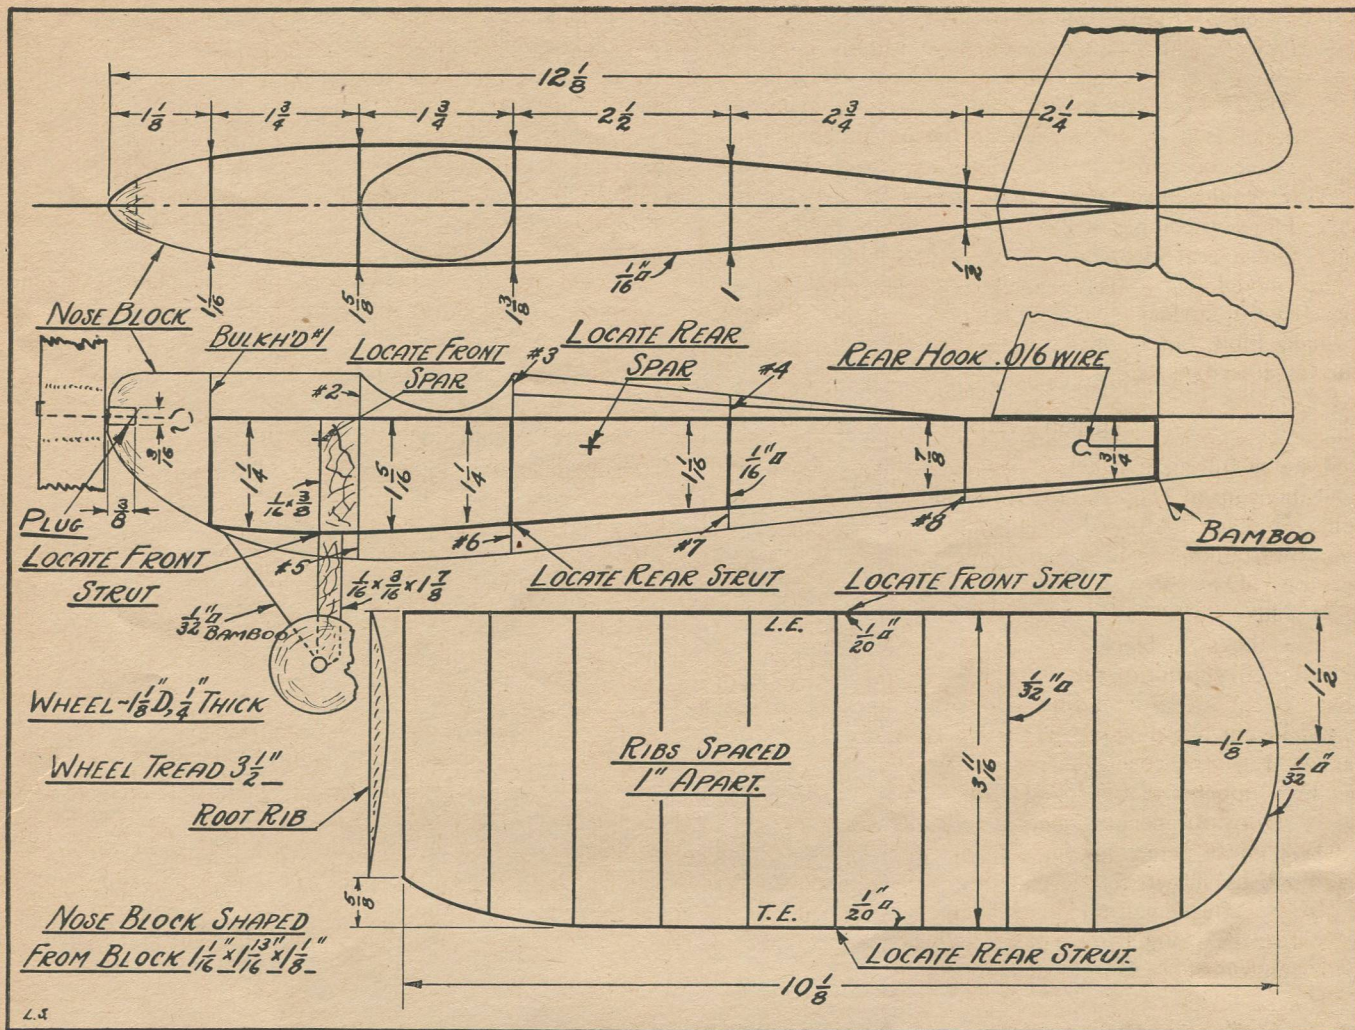 12 1/8
1 1/8
1 3/4
1 3/4
2 1/2
2 3/4
2 1/4
1 1/16
1 5/8
1 3/8
1/16"□
1
1/2
NOSE BLOCK
BULKH'D #1
LOCATE FRONT
SPAR
#2
#3
LOCATE REAR
SPAR
#4
REAR HOOK .016 WIRE
3/16
3/8
PLUG
1 1/4
1/16 x 3/8
1 5/16
1 1/4
1 1/16
1/16"□
7/8
3/4
LOCATE FRONT
STRUT
#5
#6
#7
#8
BAMBOO
LOCATE REAR STRUT
1/32"□
BAMBOO
1/16 x 3/16 x 1 7/8
LOCATE FRONT STRUT
L.E.
1/20"□
1/32"□
1 1/2
WHEEL-1 1/8"D, 1/4" THICK
WHEEL TREAD 3 1/2"
ROOT RIB
RIBS SPACED
1" APART.
3 11/16
1 1/8
1/32"□
5/8
T.E.
1/20"□
LOCATE REAR STRUT.
NOSE BLOCK SHAPED
FROM BLOCK 1 1/16" x 1 13/16" x 1 1/8"
10 1/8
L.S.